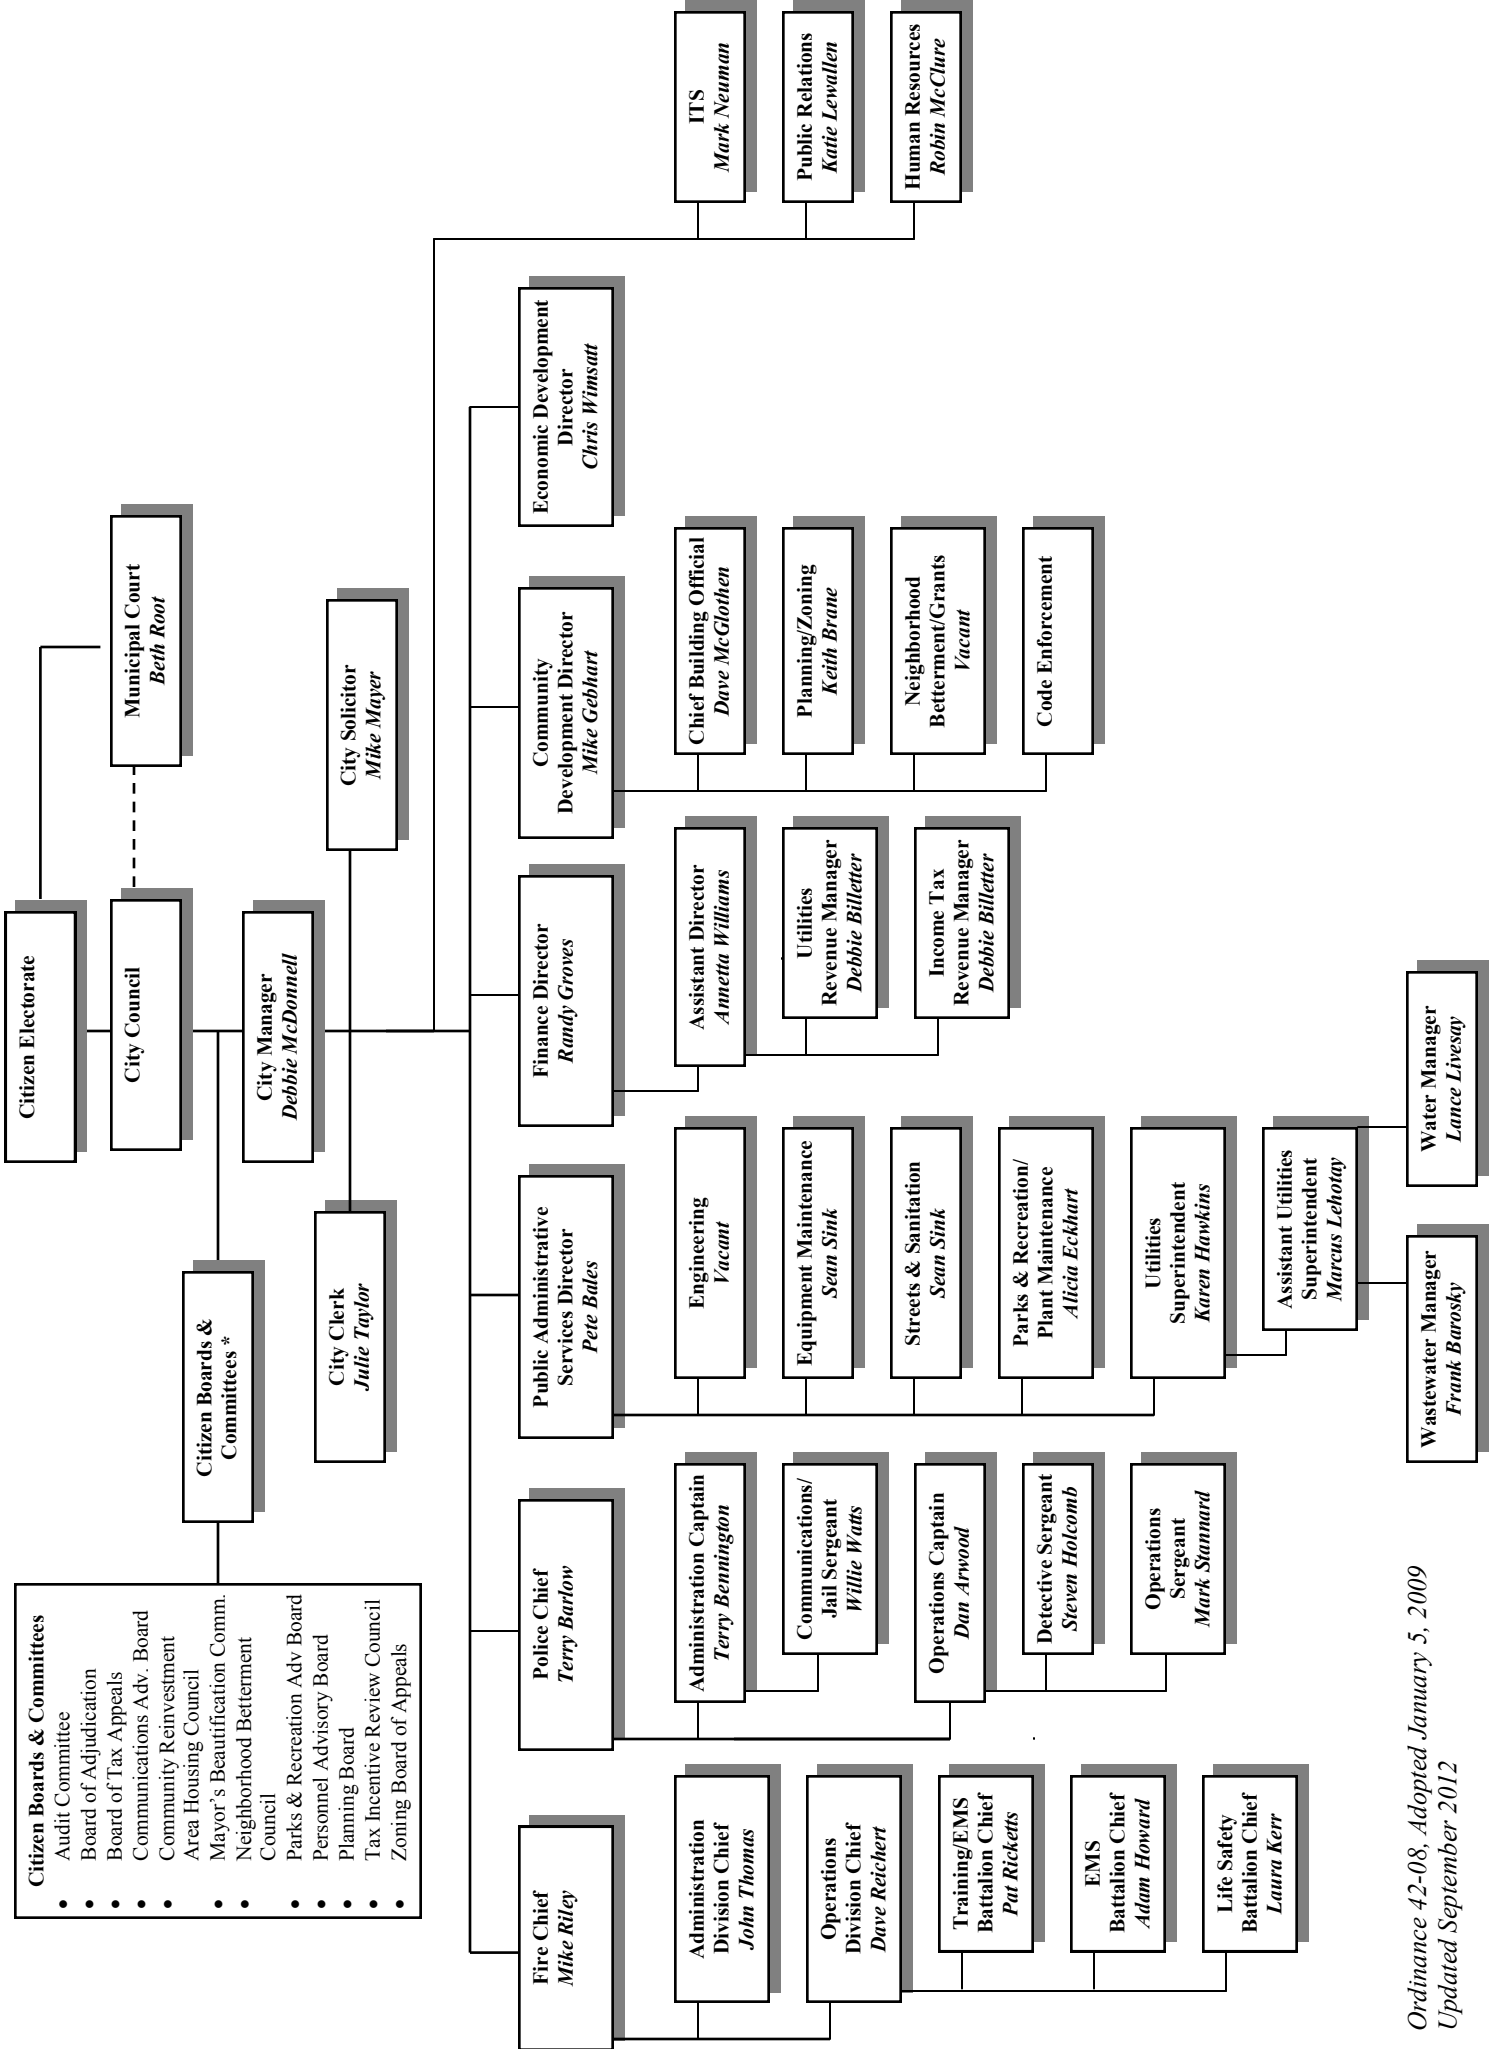 Citizen Electorate
City Council
Municipal Court
Beth Root
Citizen Boards & Committees
• Audit Committee
• Board of Adjudication
• Board of Tax Appeals
• Communications Adv. Board
• Community Reinvestment
Area Housing Council
• Mayor's Beautification Comm.
• Neighborhood Betterment
Council
• Parks & Recreation Adv Board
• Personnel Advisory Board
• Planning Board
• Tax Incentive Review Council
• Zoning Board of Appeals
Citizen Boards &
Committees *
City Manager
Debbie McDonnell
City Clerk
Julie Taylor
City Solicitor
Mike Mayer
Fire Chief
Mike Riley
Administration
Division Chief
John Thomas
Operations
Division Chief
Dave Reichert
Training/EMS
Battalion Chief
Pat Ricketts
EMS
Battalion Chief
Adam Howard
Life Safety
Battalion Chief
Laura Kerr
Police Chief
Terry Barlow
Administration Captain
Terry Bennington
Communications/
Jail Sergeant
Willie Watts
Operations Captain
Dan Arwood
Detective Sergeant
Steven Holcomb
Operations
Sergeant
Mark Stannard
Public Administrative
Services Director
Pete Bales
Engineering
Vacant
Equipment Maintenance
Sean Sink
Streets & Sanitation
Sean Sink
Parks & Recreation/
Plant Maintenance
Alicia Eckhart
Utilities
Superintendent
Karen Hawkins
Assistant Utilities
Superintendent
Marcus Lehotay
Wastewater Manager
Frank Barosky
Water Manager
Lance Livesay
Finance Director
Randy Groves
Assistant Director
Annetta Williams
Utilities
Revenue Manager
Debbie Billetter
Income Tax
Revenue Manager
Debbie Billetter
Community
Development Director
Mike Gebhart
Chief Building Official
Dave McGlothen
Planning/Zoning
Keith Brane
Neighborhood
Betterment/Grants
Vacant
Code Enforcement
Economic Development
Director
Chris Wimsatt
ITS
Mark Neuman
Public Relations
Katie Lewallen
Human Resources
Robin McClure
Ordinance 42-08, Adopted January 5, 2009
Updated September 2012